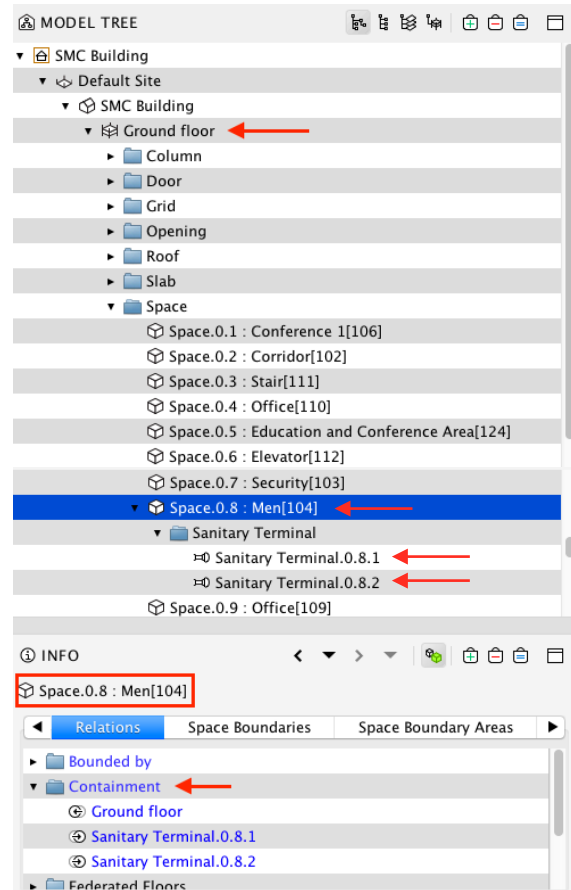 MODEL TREE
SMC Building
Default Site
SMC Building
Ground floor
Column
Door
Grid
Opening
Roof
Slab
Space
Space.0.1 : Conference 1[106]
Space.0.2 : Corridor[102]
Space.0.3 : Stair[111]
Space.0.4 : Office[110]
Space.0.5 : Education and Conference Area[124]
Space.0.6 : Elevator[112]
Space.0.7 : Security[103]
Space.0.8 : Men[104]
Sanitary Terminal
Sanitary Terminal.0.8.1
Sanitary Terminal.0.8.2
Space.0.9 : Office[109]
INFO
Space.0.8 : Men[104]
Relations Space Boundaries Space Boundary Areas
Bounded by
Containment
Ground floor
Sanitary Terminal.0.8.1
Sanitary Terminal.0.8.2
Federated Floors